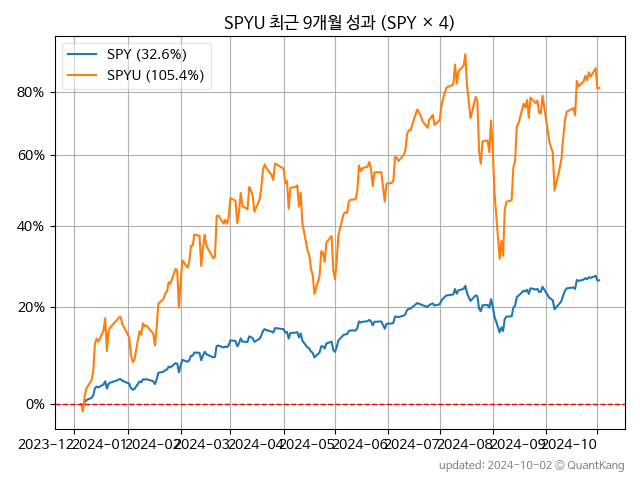 SPYU 최근 9개월 성과 (SPY × 4)
SPY (32.6%)
SPYU (105.4%)
80%
60%
40%
20%
0%
2023-12 2024-01 2024-02 2024-03 2024-04 2024-05 2024-06 2024-07 2024-08 2024-09 2024-10
updated: 2024-10-02 © QuantKang